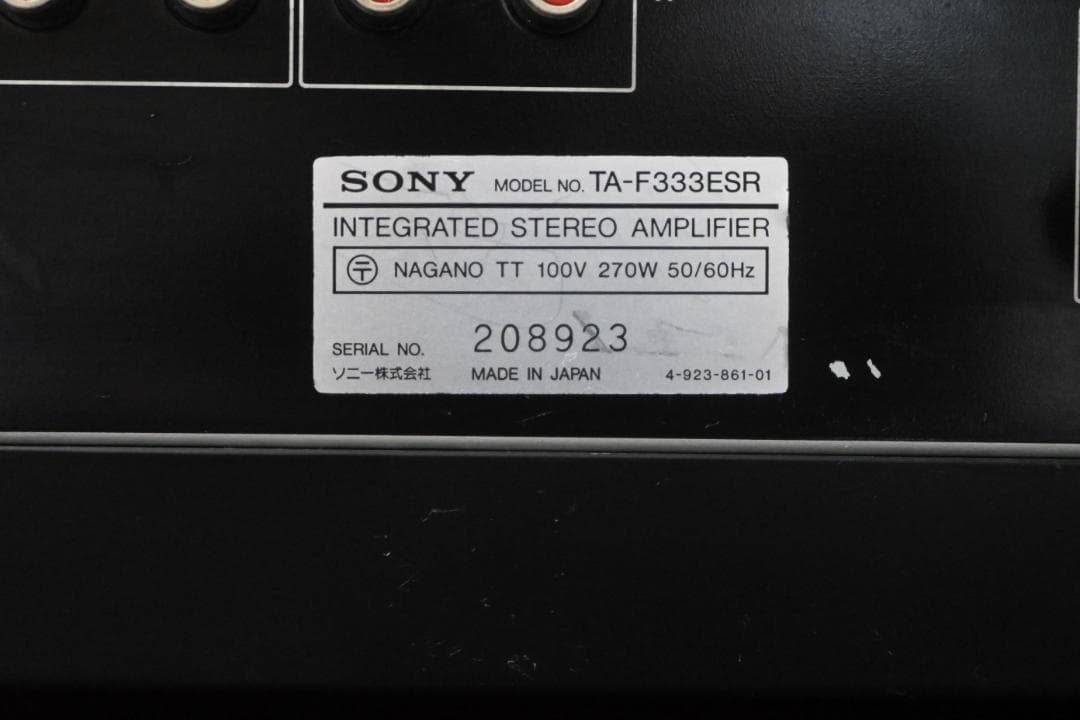 SONY MODEL NO. TA-F333ESR
INTEGRATED STEREO AMPLIFIER
〶 NAGANO TT 100V 270W 50/60Hz
SERIAL NO. 208923
ソニー株式会社 MADE IN JAPAN 4-923-861-01